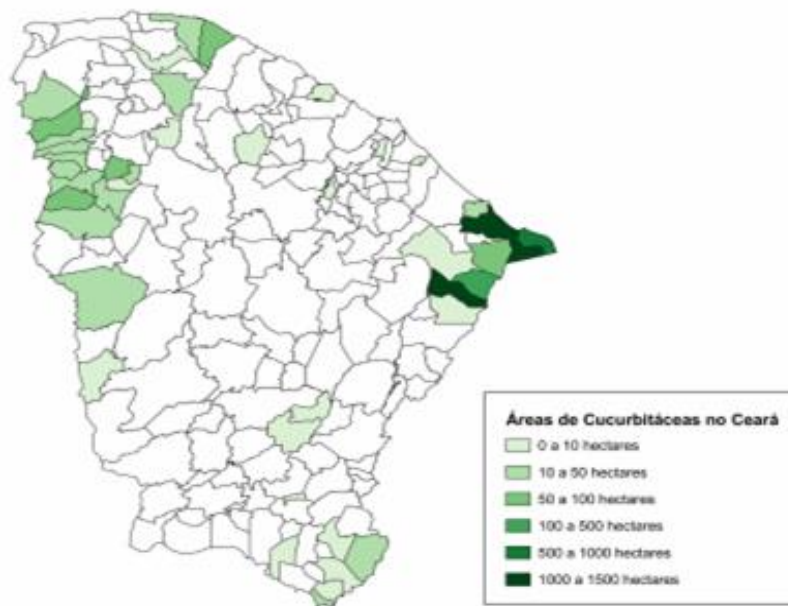 Áreas de Cucurbitáceas no Ceará
0 a 10 hectares
10 a 50 hectares
50 a 100 hectares
100 a 500 hectares
500 a 1000 hectares
1000 a 1500 hectares